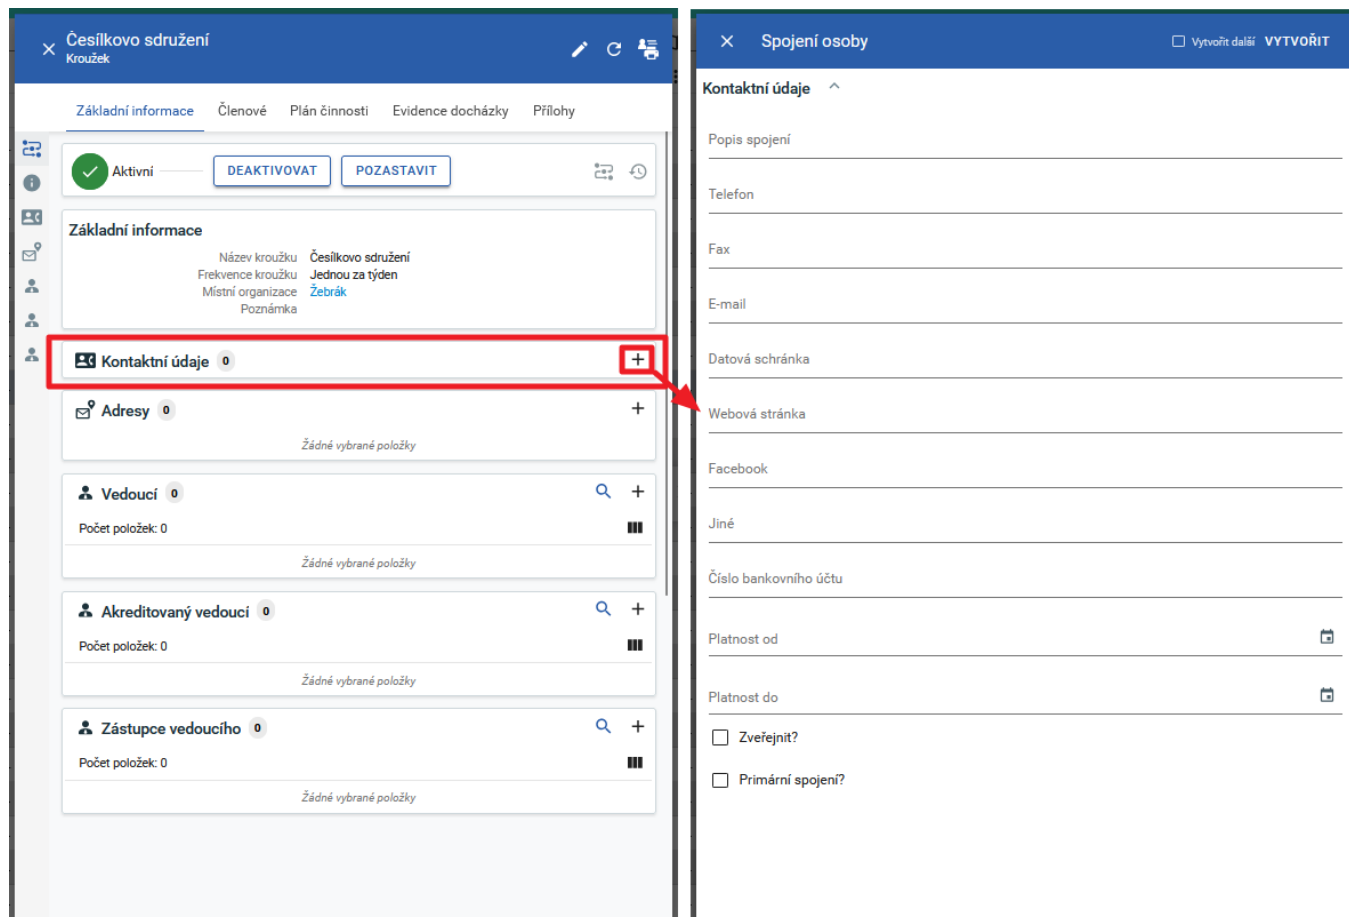 Česílkovo sdružení
Kroužek
Základní informace Členové Plán činnosti Evidence docházky Přílohy
Aktivní DEAKTIVOVAT POZASTAVIT
Základní informace
Název kroužku Česílkovo sdružení
Frekvence kroužku Jednou za týden
Místní organizace Žebrák
Poznámka
Kontaktní údaje 0
Adresy 0
Žádné vybrané položky
Vedoucí 0
Počet položek: 0
Žádné vybrané položky
Akreditovaný vedoucí 0
Počet položek: 0
Žádné vybrané položky
Zástupce vedoucího 0
Počet položek: 0
Žádné vybrané položky
Spojení osoby Vytvořit další VYTVOŘIT
Kontaktní údaje
Popis spojení
Telefon
Fax
E-mail
Datová schránka
Webová stránka
Facebook
Jiné
Číslo bankovního účtu
Platnost od
Platnost do
Zveřejnit?
Primární spojení?